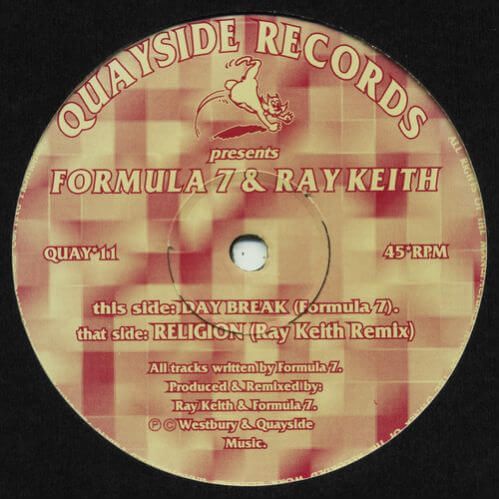 QUAYSIDE RECORDS
presents
FORMULA 7 & RAY KEITH
QUAY*11
45*RPM
this side: DAY BREAK (Formula 7).
that side: RELIGION (Ray Keith Remix)
All tracks written by Formula 7.
Produced & Remixed by:
Ray Keith & Formula 7.
℗ © Westbury & Quayside
Music.